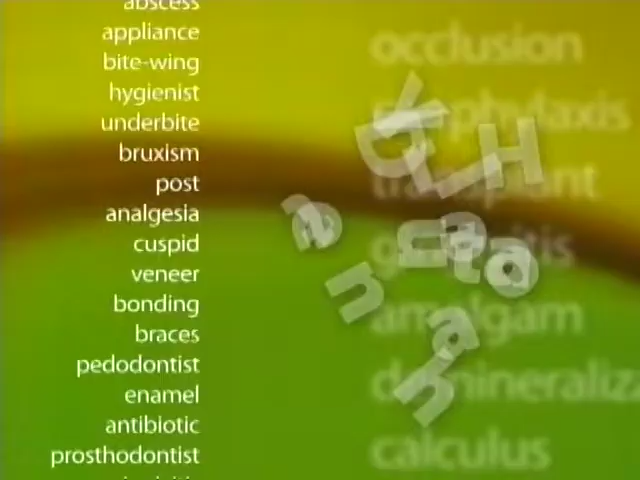 abscess
appliance
bite-wing
hygienist
underbite
bruxism
post
analgesia
cuspid
veneer
bonding
braces
pedodontist
enamel
antibiotic
prosthodontist
occlusion
transplant
amalgam
calculus